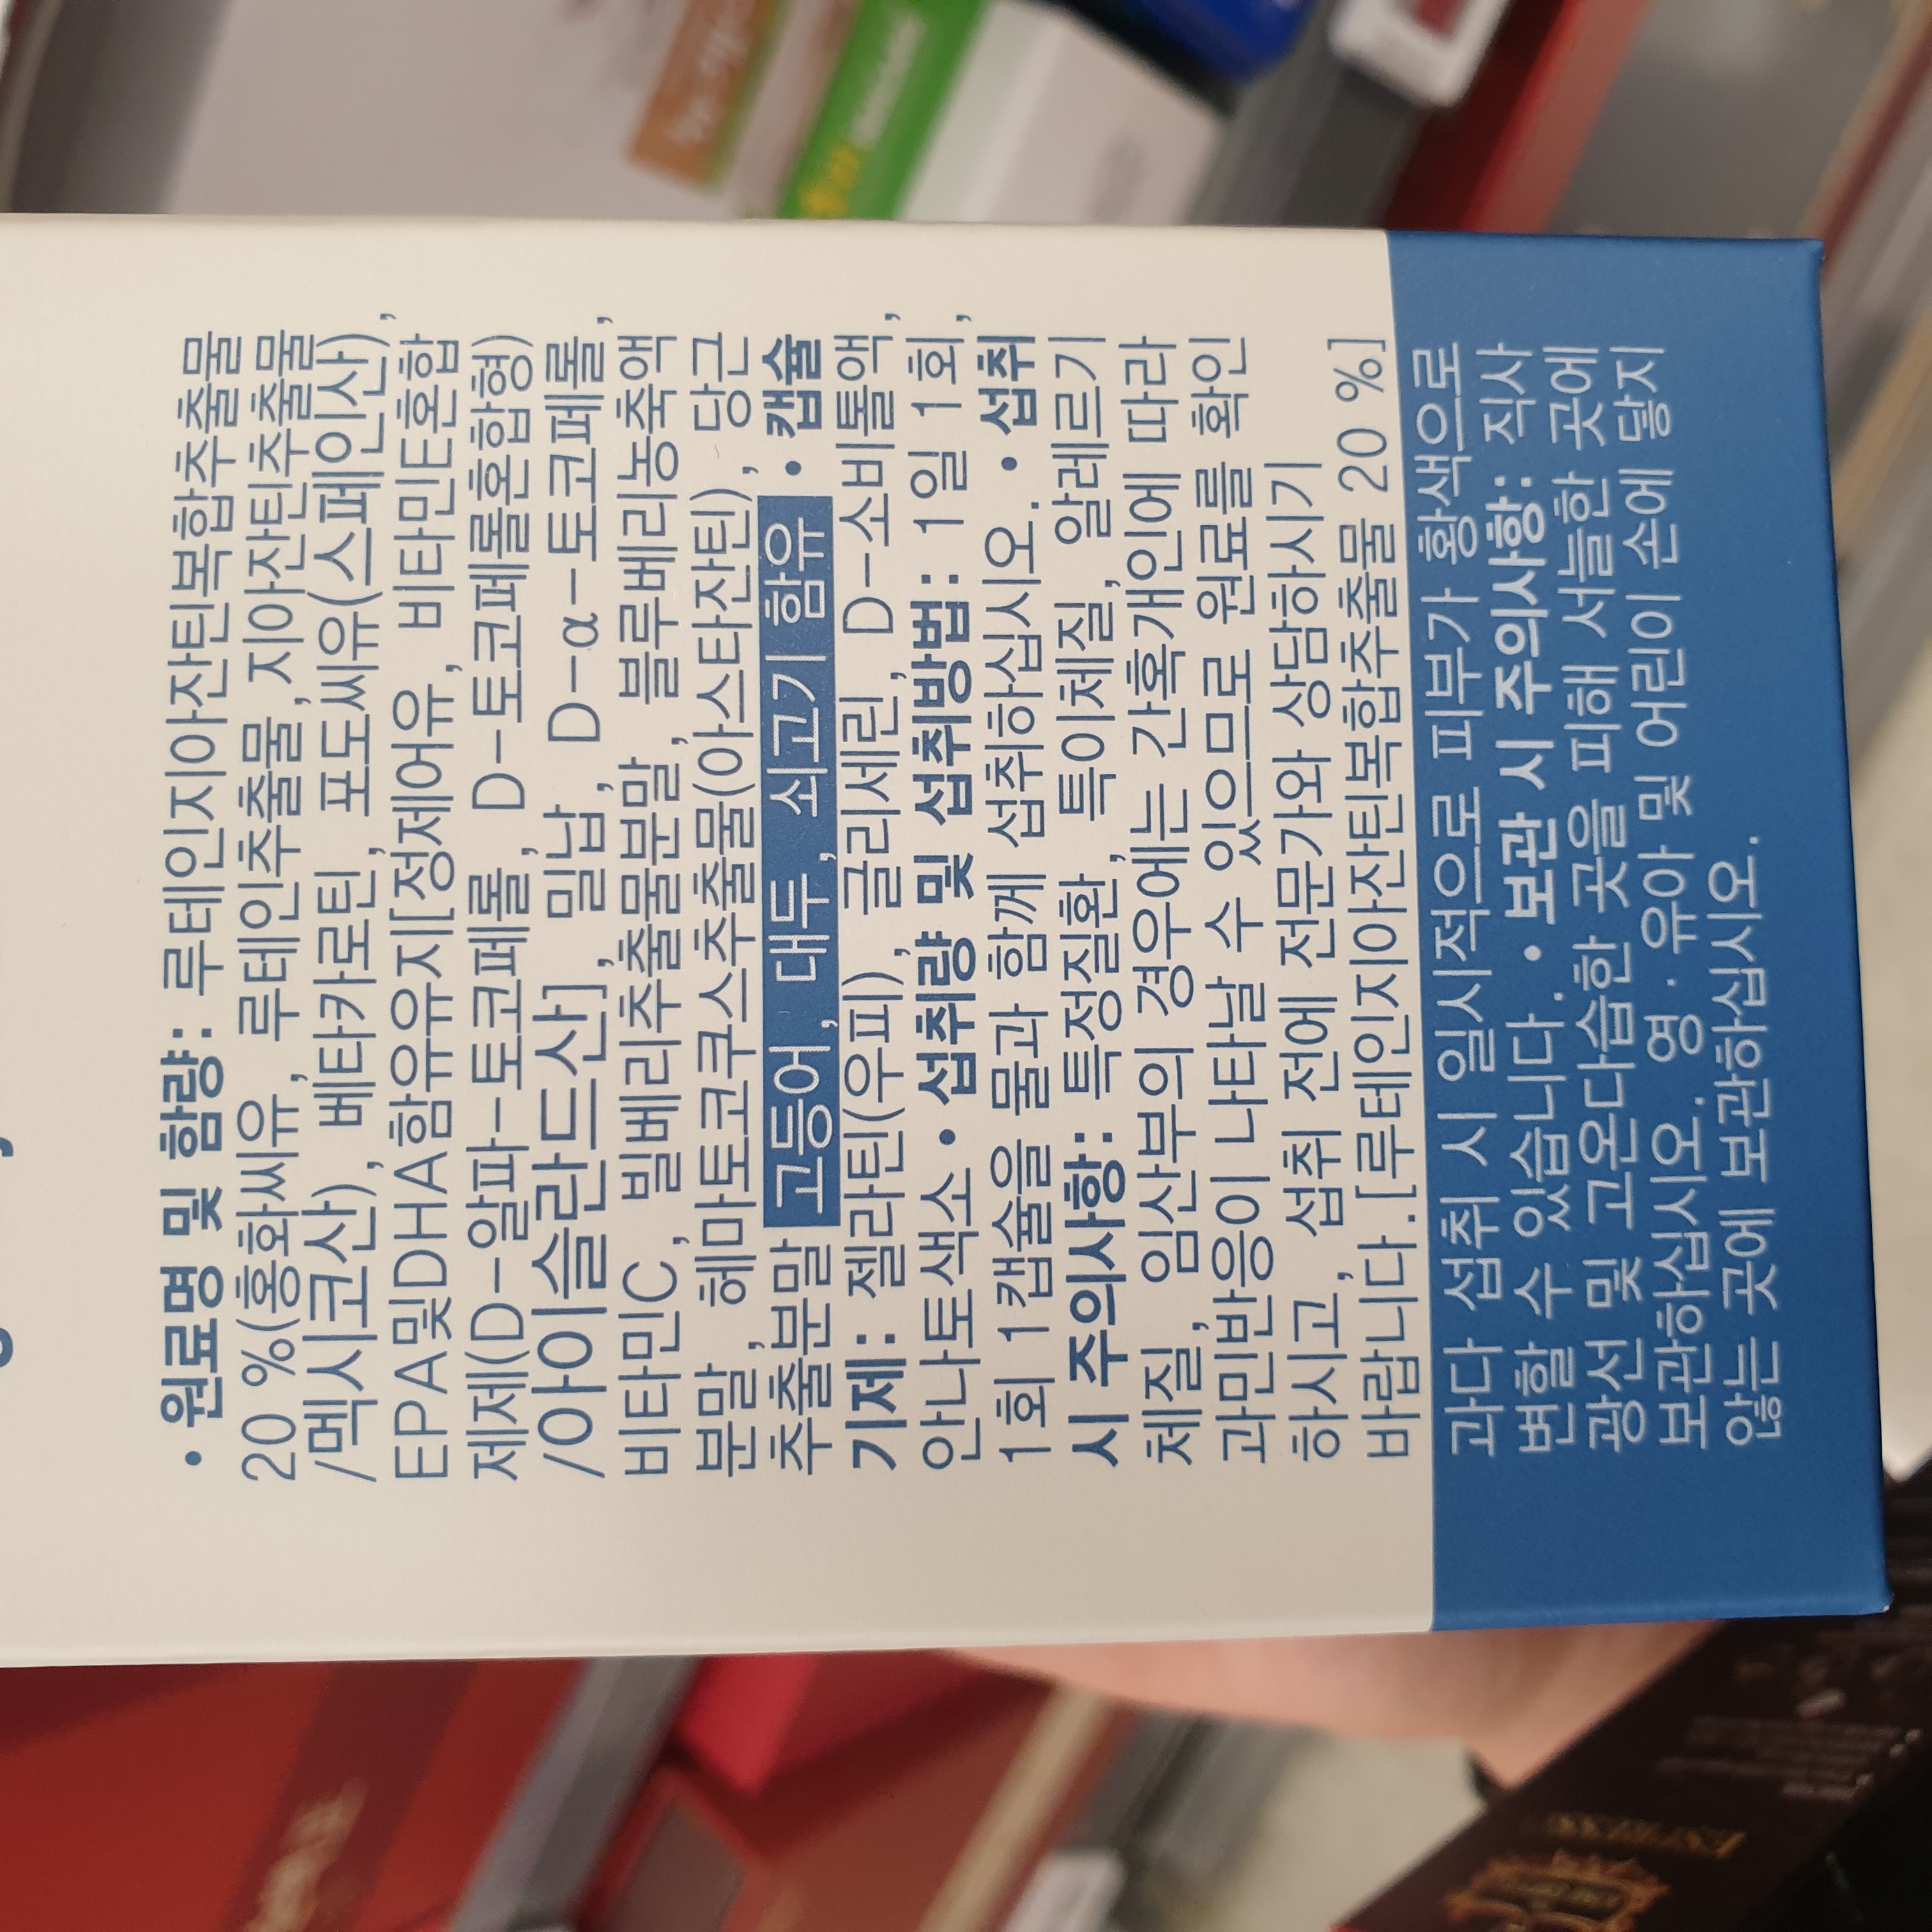 • 원료명 및 함량: 루테인지아잔틴복합추출물
20 %(홍화씨유, 루테인추출물,지아잔틴추출물
/멕시코산), 베타카로틴, 포도씨유(스페인산),
EPA및DHA함유유지[정제어유, 비타민E혼합
제제(D-알파-토코페롤, D-토코페롤혼합형)
/아이슬란드산], 밀납, D-α-토코페롤,
비타민C, 빌베리추출물분말, 블루베리농축액
분말, 헤마토코쿠스추출물(아스타잔틴), 당근
추출분말 고등어, 대두, 쇠고기 함유 • 캡슐
기제: 젤라틴(우피), 글리세린, D-소비톨액,
안나토색소 • 섭취량 및 섭취방법: 1일 1회,
1회 1캡슐을 물과 함께 섭취하십시오. • 섭취
시 주의사항: 특정질환, 특이체질, 알레르기
체질, 임산부의 경우에는 간혹개인에 따라
과민반응이 나타날 수 있으므로 원료를 확인
하시고, 섭취 전에 전문가와 상담하시기
바랍니다.[루테인지아잔틴복합추출물 20 %]
과다 섭취 시 일시적으로 피부가 황색으로
변할 수 있습니다. • 보관 시 주의사항: 직사
광선 및 고온다습한 곳을 피해 서늘한 곳에
보관하십시오. 영·유아 및 어린이 손에 닿지
않는 곳에 보관하십시오.